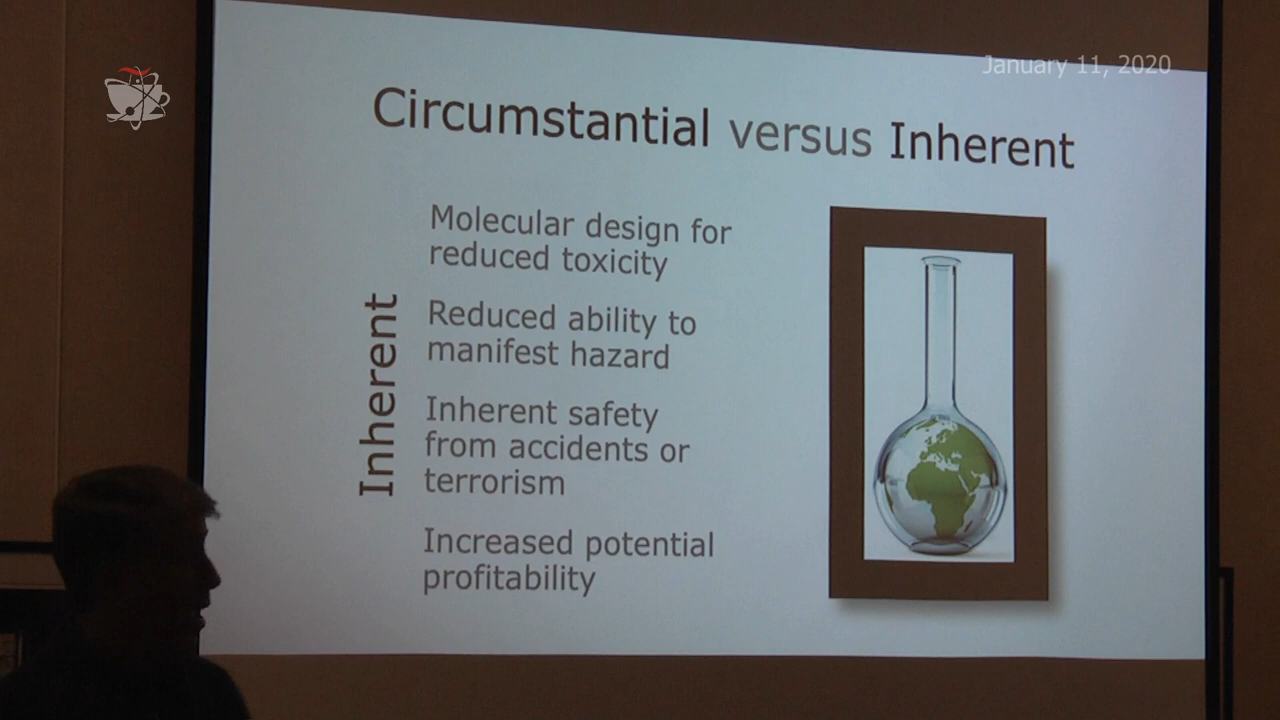 January 11, 2020
Circumstantial versus Inherent
Inherent
Molecular design for
reduced toxicity
Reduced ability to
manifest hazard
Inherent safety
from accidents or
terrorism
Increased potential
profitability